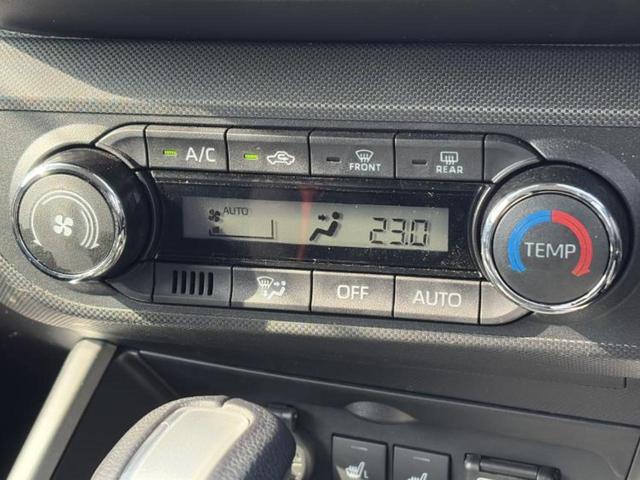 A/C
FRONT
REAR
AUTO
23.0
TEMP
OFF
AUTO
L